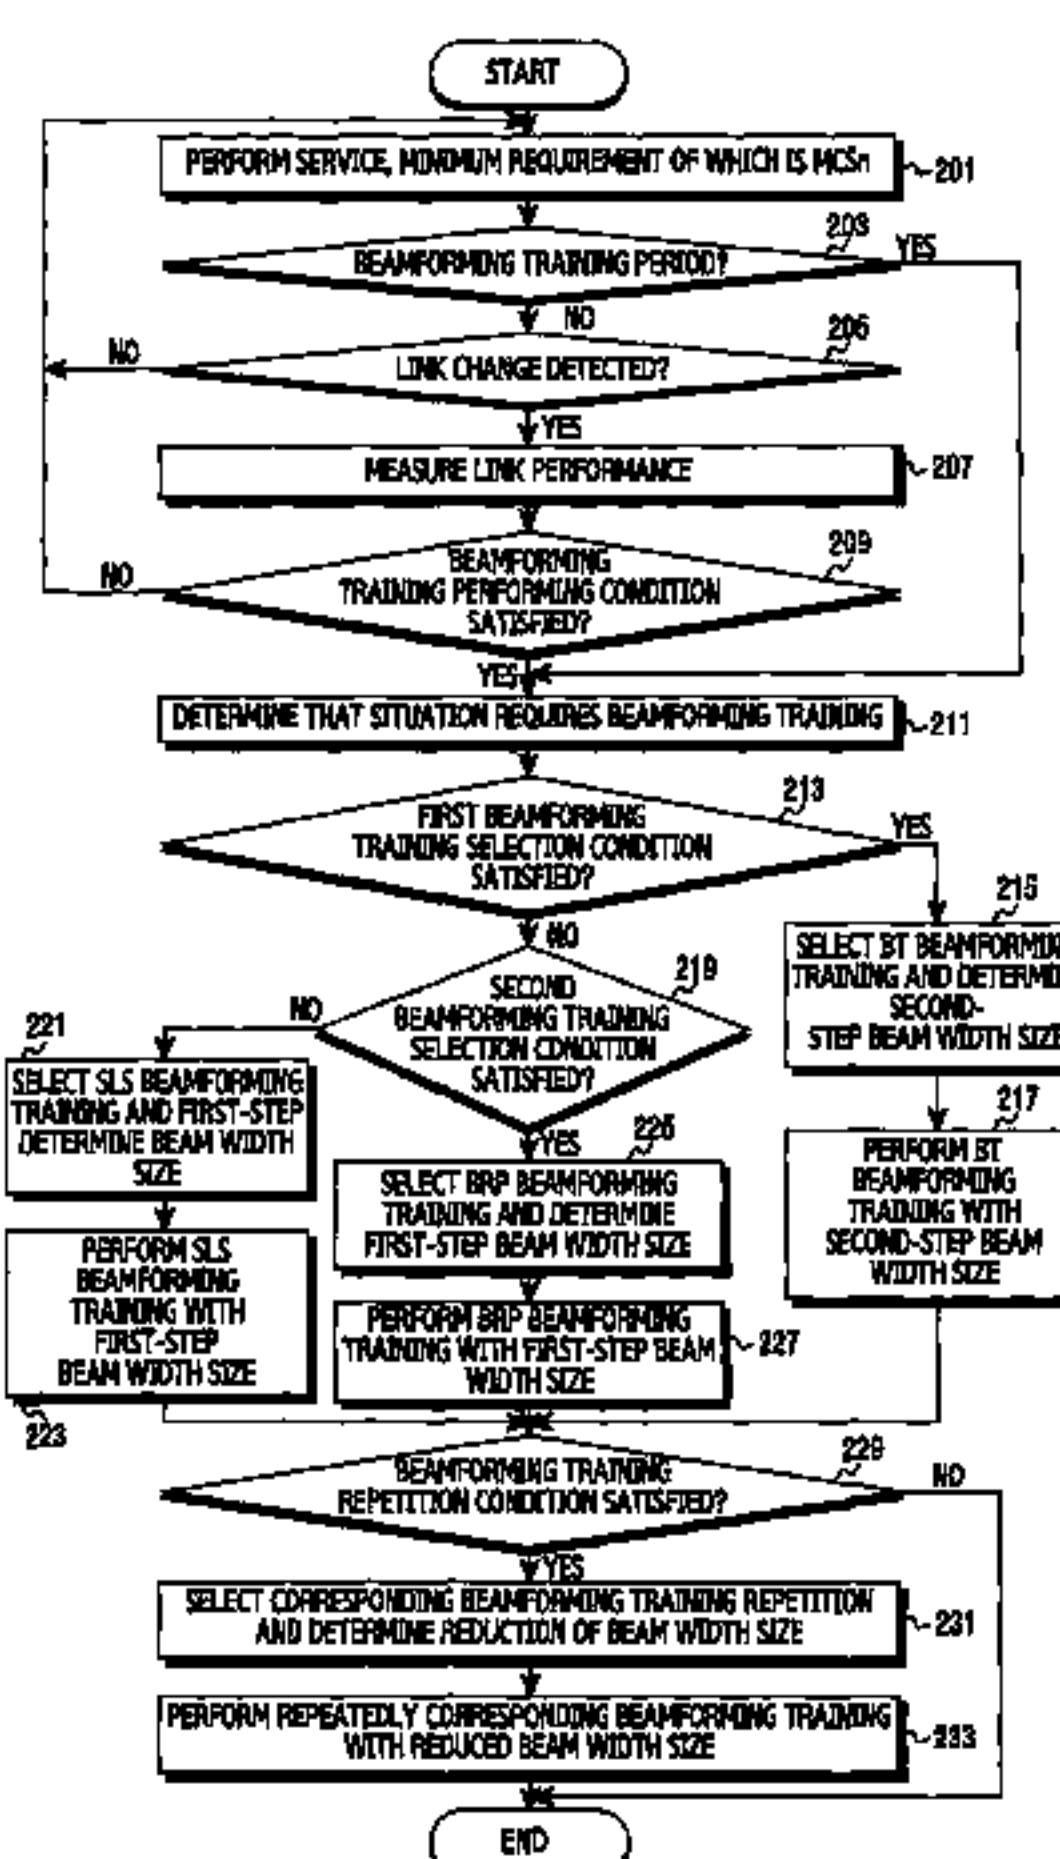 START
PERFORM SERVICE, MINIMUM REQUIREMENT OF WHICH IS MCSn
201
203
BEAMFORMING TRAINING PERIOD?
YES
NO
205
LINK CHANGE DETECTED?
NO
YES
MEASURE LINK PERFORMANCE
207
209
BEAMFORMING
TRAINING PERFORMING CONDITION
SATISFIED?
NO
YES
DETERMINE THAT SITUATION REQUIRES BEAMFORMING TRAINING
211
213
FIRST BEAMFORMING
TRAINING SELECTION CONDITION
SATISFIED?
YES
NO
215
SELECT BT BEAMFORMIN
TRAINING AND DETERMINE
SECOND-
STEP BEAM WIDTH SIZE
219
SECOND
BEAMFORMING TRAINING
SELECTION CONDITION
SATISFIED?
NO
YES
221
SELECT SLS BEAMFORMING
TRAINING AND FIRST-STEP
DETERMINE BEAM WIDTH
SIZE
217
PERFORM BT
BEAMFORMING
TRAINING WITH
SECOND-STEP BEAM
WIDTH SIZE
225
SELECT BRP BEAMFORMING
TRAINING AND DETERMINE
FIRST-STEP BEAM WIDTH SIZE
PERFORM SLS
BEAMFORMING
TRAINING WITH
FIRST-STEP
BEAM WIDTH SIZE
223
PERFORM BRP BEAMFORMING
TRAINING WITH FIRST-STEP BEAM
WIDTH SIZE
227
229
BEAMFORMING TRAINING
REPETITION CONDITION SATISFIED?
NO
YES
SELECT CORRESPONDING BEAMFORMING TRAINING REPETITION
AND DETERMINE REDUCTION OF BEAM WIDTH SIZE
231
PERFORM REPEATEDLY CORRESPONDING BEAMFORMING TRAINING
WITH REDUCED BEAM WIDTH SIZE
233
END